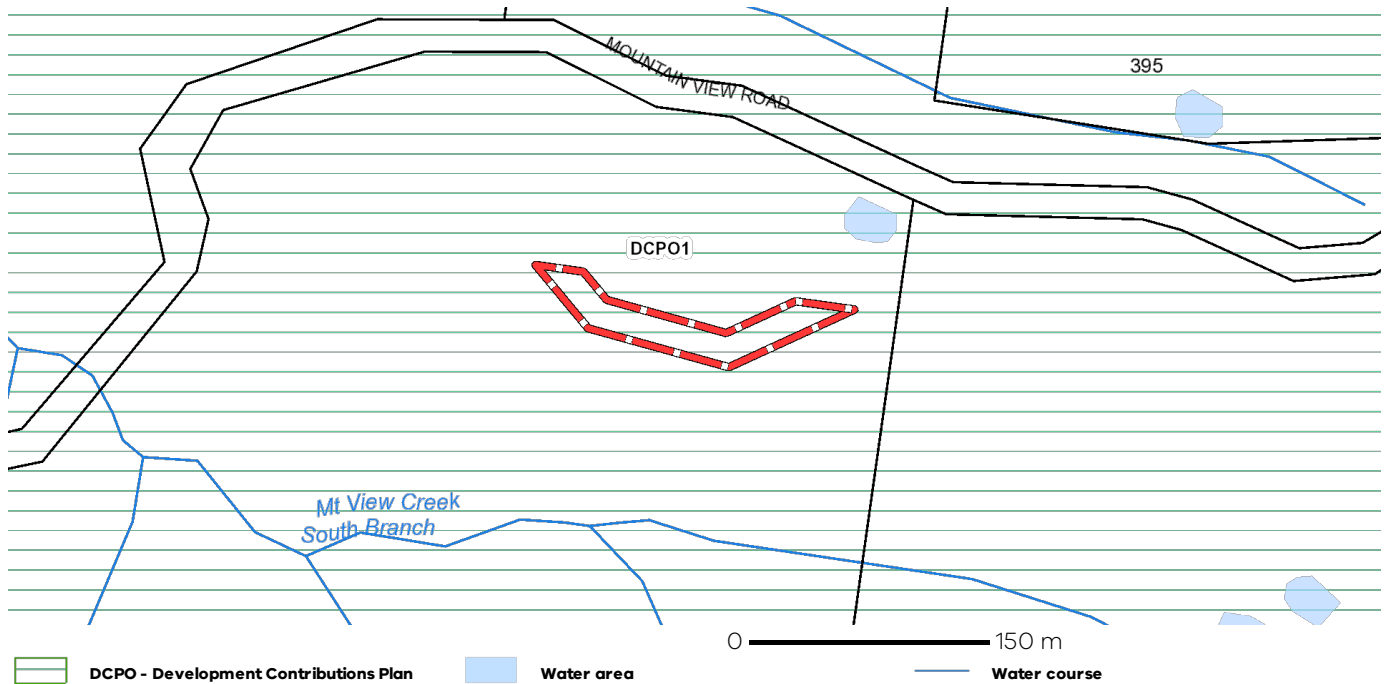 MOUNTAIN VIEW ROAD
395
DCPO1
Mt View Creek
South Branch
0 150 m
DCPO - Development Contributions Plan Water area Water course